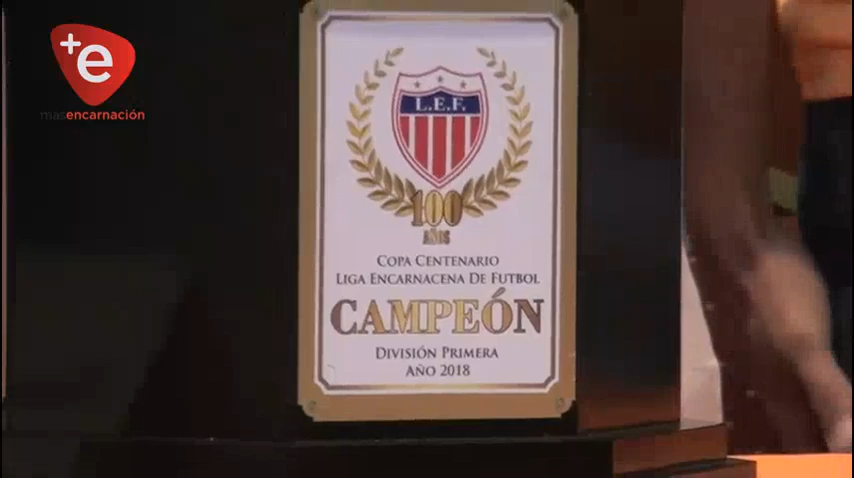 +e
masencarnación
L.E.F.
100
AÑOS
COPA CENTENARIO
LIGA ENCARNACENA DE FUTBOL
CAMPEÓN
DIVISIÓN PRIMERA
AÑO 2018